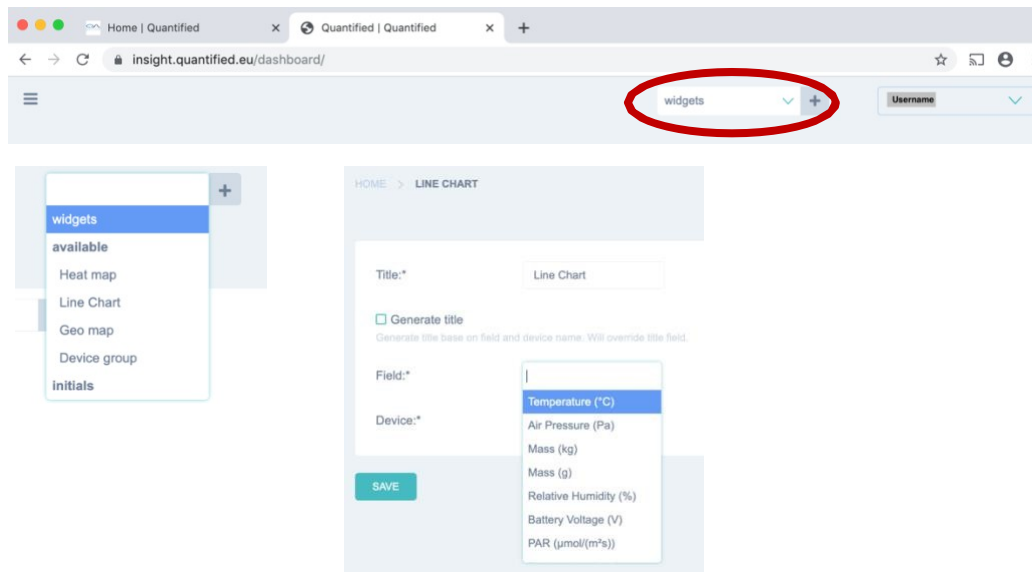 Home | Quantified
Quantified | Quantified
insight.quantified.eu/dashboard/
widgets
Username
widgets
available
Heat map
Line Chart
Geo map
Device group
initials
HOME > LINE CHART
Title:* Line Chart
Generate title
Generate title base on field and device name. Will override title field.
Field:*
Temperature (°C)
Device:*
Air Pressure (Pa)
Mass (kg)
Mass (g)
SAVE
Relative Humidity (%)
Battery Voltage (V)
PAR (μmol/(m²s))